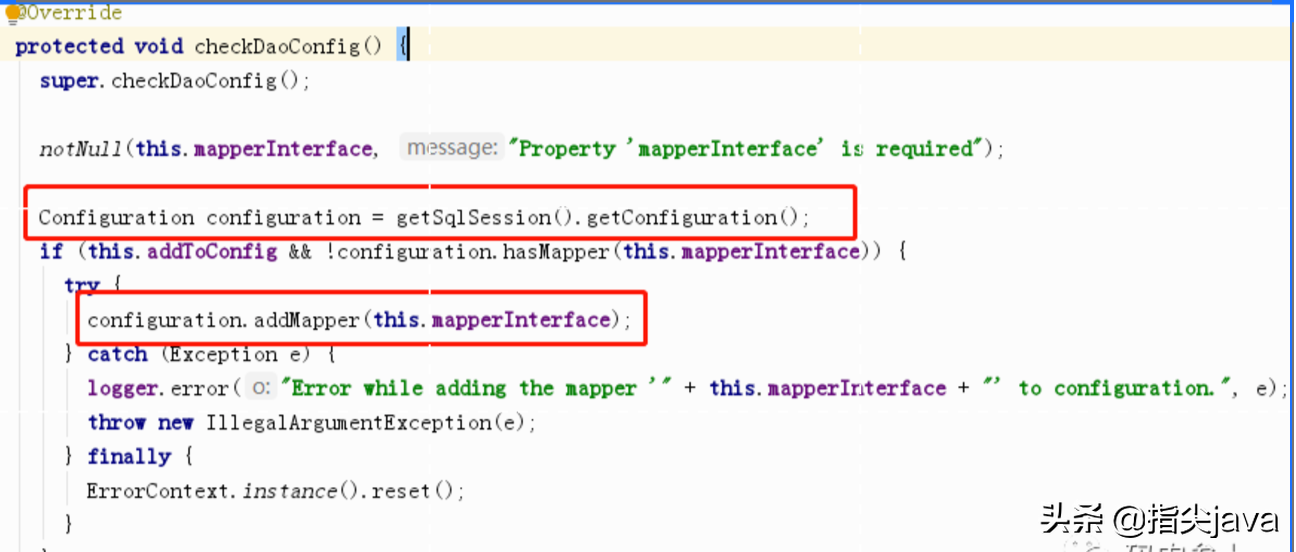 @Override
protected void checkDaoConfig() {
super.checkDaoConfig();
notNull(this.mapperInterface, message: "Property 'mapperInterface' is required");
Configuration configuration = getSqlSession().getConfiguration();
if (this.addToConfig && !configuration.hasMapper(this.mapperInterface)) {
try {
configuration.addMapper(this.mapperInterface);
} catch (Exception e) {
logger.error( o: "Error while adding the mapper '" + this.mapperInterface + "' to configuration.", e);
throw new IllegalArgumentException(e);
} finally {
ErrorContext.instance().reset();
}
头条 @指尖java